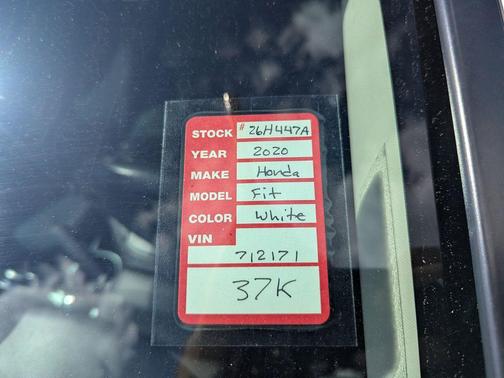 STOCK # 26H447A
YEAR 2020
MAKE Honda
MODEL Fit
COLOR White
VIN
712171
37K